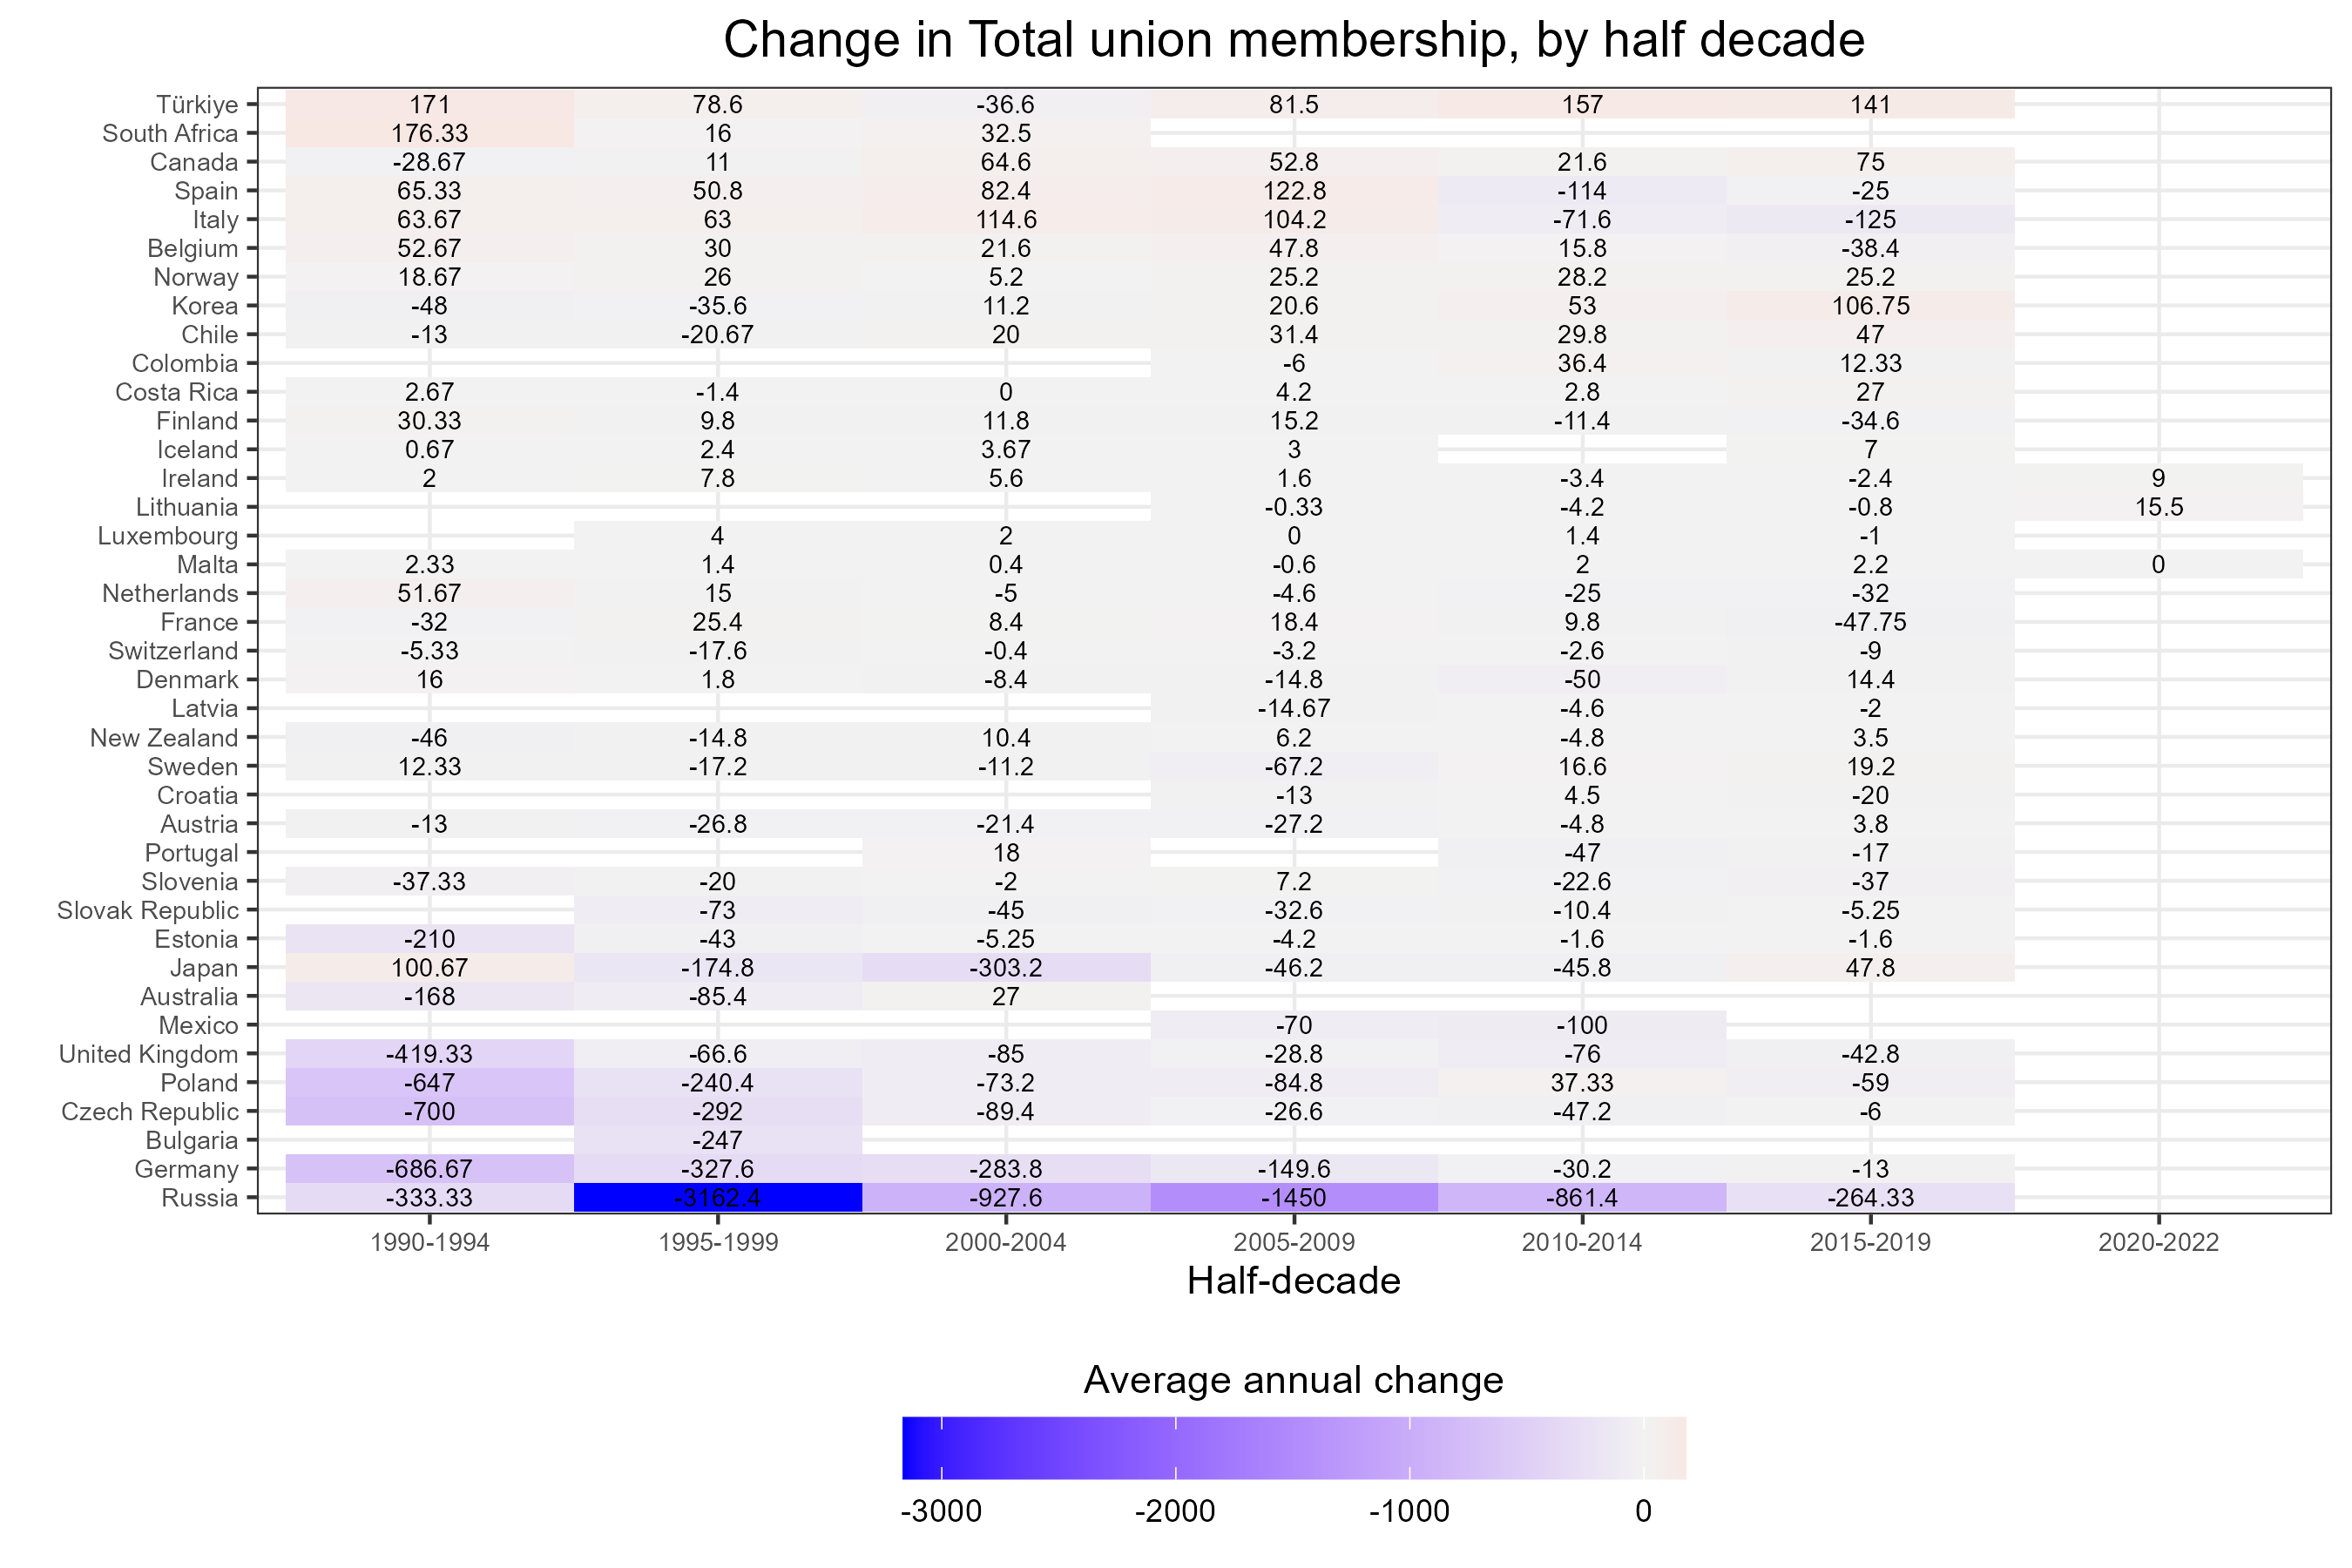 Change in Total union membership, by half decade
Türkiye 171 78.6 -36.6 81.5 157 141
South Africa 176.33 16 32.5
Canada -28.67 11 64.6 52.8 21.6 75
Spain 65.33 50.8 82.4 122.8 -114 -25
Italy 63.67 63 114.6 104.2 -71.6 -125
Belgium 52.67 30 21.6 47.8 15.8 -38.4
Norway 18.67 26 5.2 25.2 28.2 25.2
Korea -48 -35.6 11.2 20.6 53 106.75
Chile -13 -20.67 20 31.4 29.8 47
Colombia -6 36.4 12.33
Costa Rica 2.67 -1.4 0 4.2 2.8 27
Finland 30.33 9.8 11.8 15.2 -11.4 -34.6
Iceland 0.67 2.4 3.67 3 7
Ireland 2 7.8 5.6 1.6 -3.4 -2.4 9
Lithuania -0.33 -4.2 -0.8 15.5
Luxembourg 4 2 0 1.4 -1
Malta 2.33 1.4 0.4 -0.6 2 2.2 0
Netherlands 51.67 15 -5 -4.6 -25 -32
France -32 25.4 8.4 18.4 9.8 -47.75
Switzerland -5.33 -17.6 -0.4 -3.2 -2.6 -9
Denmark 16 1.8 -8.4 -14.8 -50 14.4
Latvia -14.67 -4.6 -2
New Zealand -46 -14.8 10.4 6.2 -4.8 3.5
Sweden 12.33 -17.2 -11.2 -67.2 16.6 19.2
Croatia -13 4.5 -20
Austria -13 -26.8 -21.4 -27.2 -4.8 3.8
Portugal 18 -47 -17
Slovenia -37.33 -20 -2 7.2 -22.6 -37
Slovak Republic -73 -45 -32.6 -10.4 -5.25
Estonia -210 -43 -5.25 -4.2 -1.6 -1.6
Japan 100.67 -174.8 -303.2 -46.2 -45.8 47.8
Australia -168 -85.4 27
Mexico -70 -100
United Kingdom -419.33 -66.6 -85 -28.8 -76 -42.8
Poland -647 -240.4 -73.2 -84.8 37.33 -59
Czech Republic -700 -292 -89.4 -26.6 -47.2 -6
Bulgaria -247
Germany -686.67 -327.6 -283.8 -149.6 -30.2 -13
Russia -333.33 -3162.4 -927.6 -1450 -861.4 -264.33
1990-1994 1995-1999 2000-2004 2005-2009 2010-2014 2015-2019 2020-2022
Half-decade
Average annual change
-3000 -2000 -1000 0